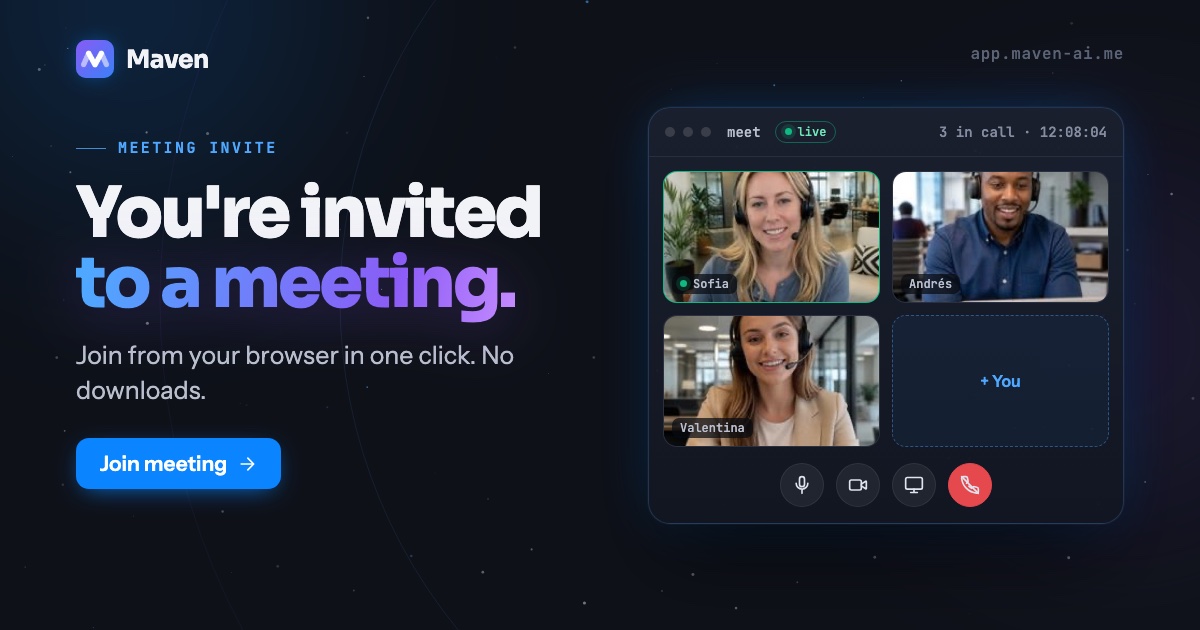 Maven
app.maven-ai.me
MEETING INVITE
You're invited
to a meeting.
Join from your browser in one click. No
downloads.
Join meeting →
meet
live
3 in call · 12:08:04
Sofia
Andrés
Valentina
+ You